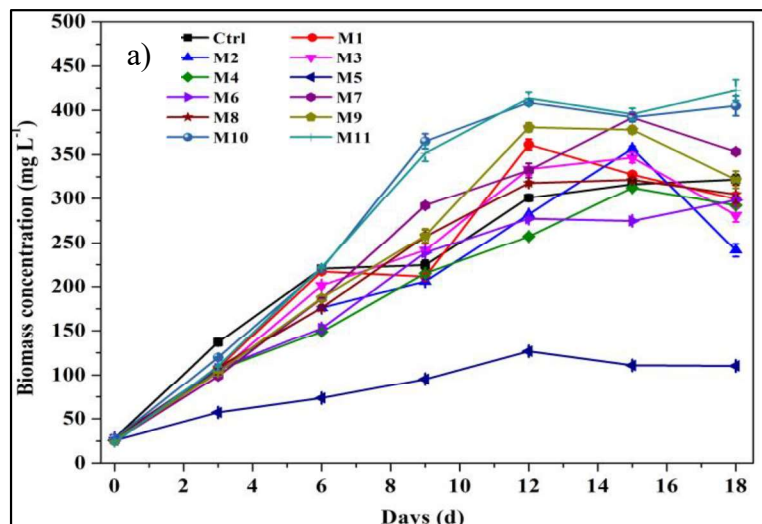 a)
Ctrl M1
M2 M3
M4 M5
M6 M7
M8 M9
M10 M11
Biomass concentration (mg L⁻¹)
500
450
400
350
300
250
200
150
100
50
0
0 2 4 6 8 10 12 14 16 18
Days (d)